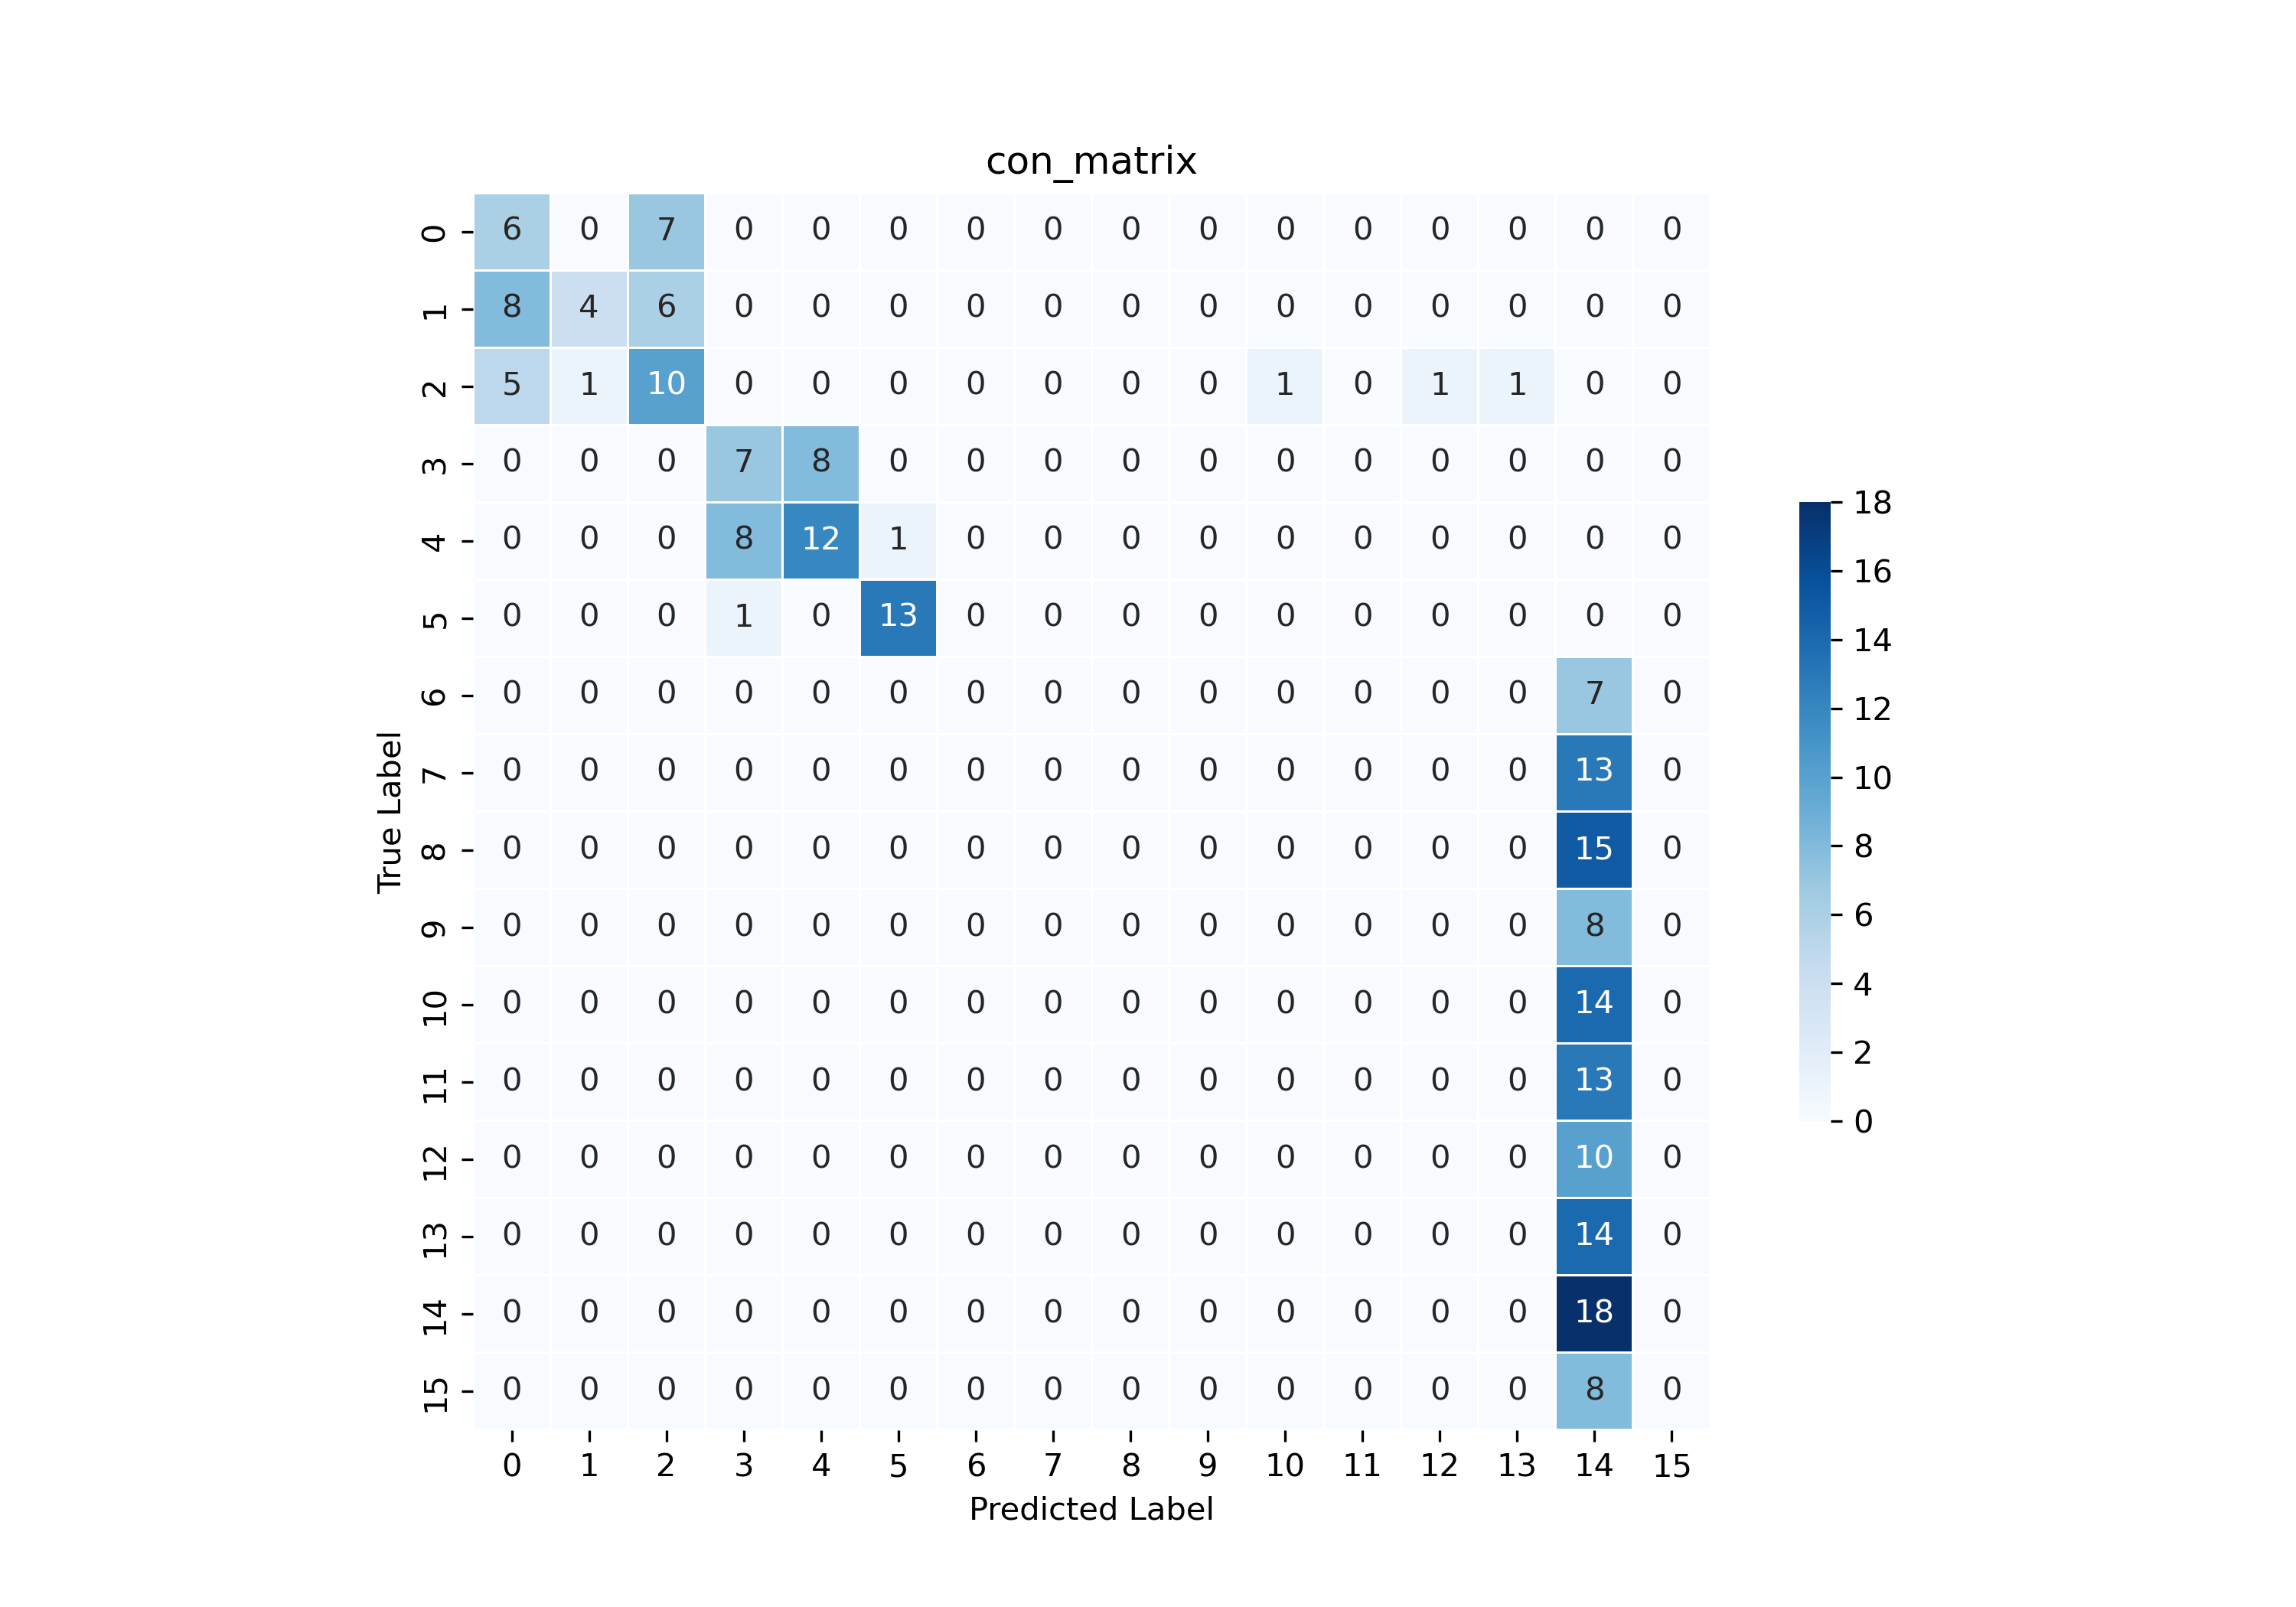 con_matrix
0 6 0 7 0 0 0 0 0 0 0 0 0 0 0 0 0
1 8 4 6 0 0 0 0 0 0 0 0 0 0 0 0 0
2 5 1 10 0 0 0 0 0 0 0 1 0 1 1 0 0
3 0 0 0 7 8 0 0 0 0 0 0 0 0 0 0 0
4 0 0 0 8 12 1 0 0 0 0 0 0 0 0 0 0
5 0 0 0 1 0 13 0 0 0 0 0 0 0 0 0 0
6 0 0 0 0 0 0 0 0 0 0 0 0 0 0 7 0
7 0 0 0 0 0 0 0 0 0 0 0 0 0 0 13 0
8 0 0 0 0 0 0 0 0 0 0 0 0 0 0 15 0
9 0 0 0 0 0 0 0 0 0 0 0 0 0 0 8 0
10 0 0 0 0 0 0 0 0 0 0 0 0 0 0 14 0
11 0 0 0 0 0 0 0 0 0 0 0 0 0 0 13 0
12 0 0 0 0 0 0 0 0 0 0 0 0 0 0 10 0
13 0 0 0 0 0 0 0 0 0 0 0 0 0 0 14 0
14 0 0 0 0 0 0 0 0 0 0 0 0 0 0 18 0
15 0 0 0 0 0 0 0 0 0 0 0 0 0 0 8 0
0 1 2 3 4 5 6 7 8 9 10 11 12 13 14 15
Predicted Label
True Label
18
16
14
12
10
8
6
4
2
0